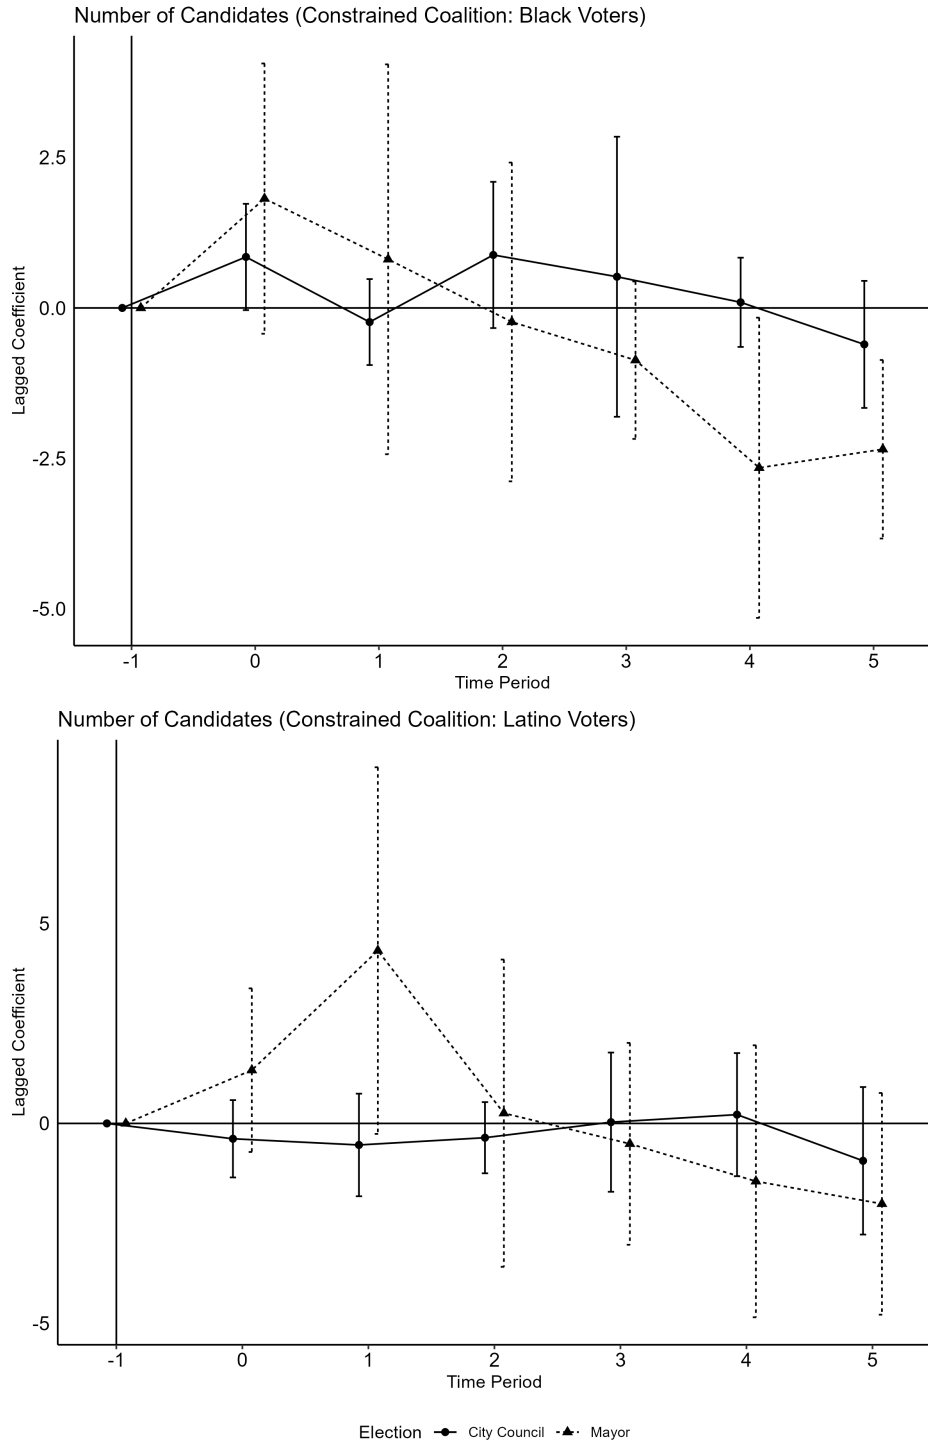 Number of Candidates (Constrained Coalition: Black Voters)
2.5
0.0
-2.5
-5.0
Lagged Coefficient
-1 0 1 2 3 4 5
Time Period
Number of Candidates (Constrained Coalition: Latino Voters)
5
0
-5
Lagged Coefficient
-1 0 1 2 3 4 5
Time Period
Election City Council Mayor